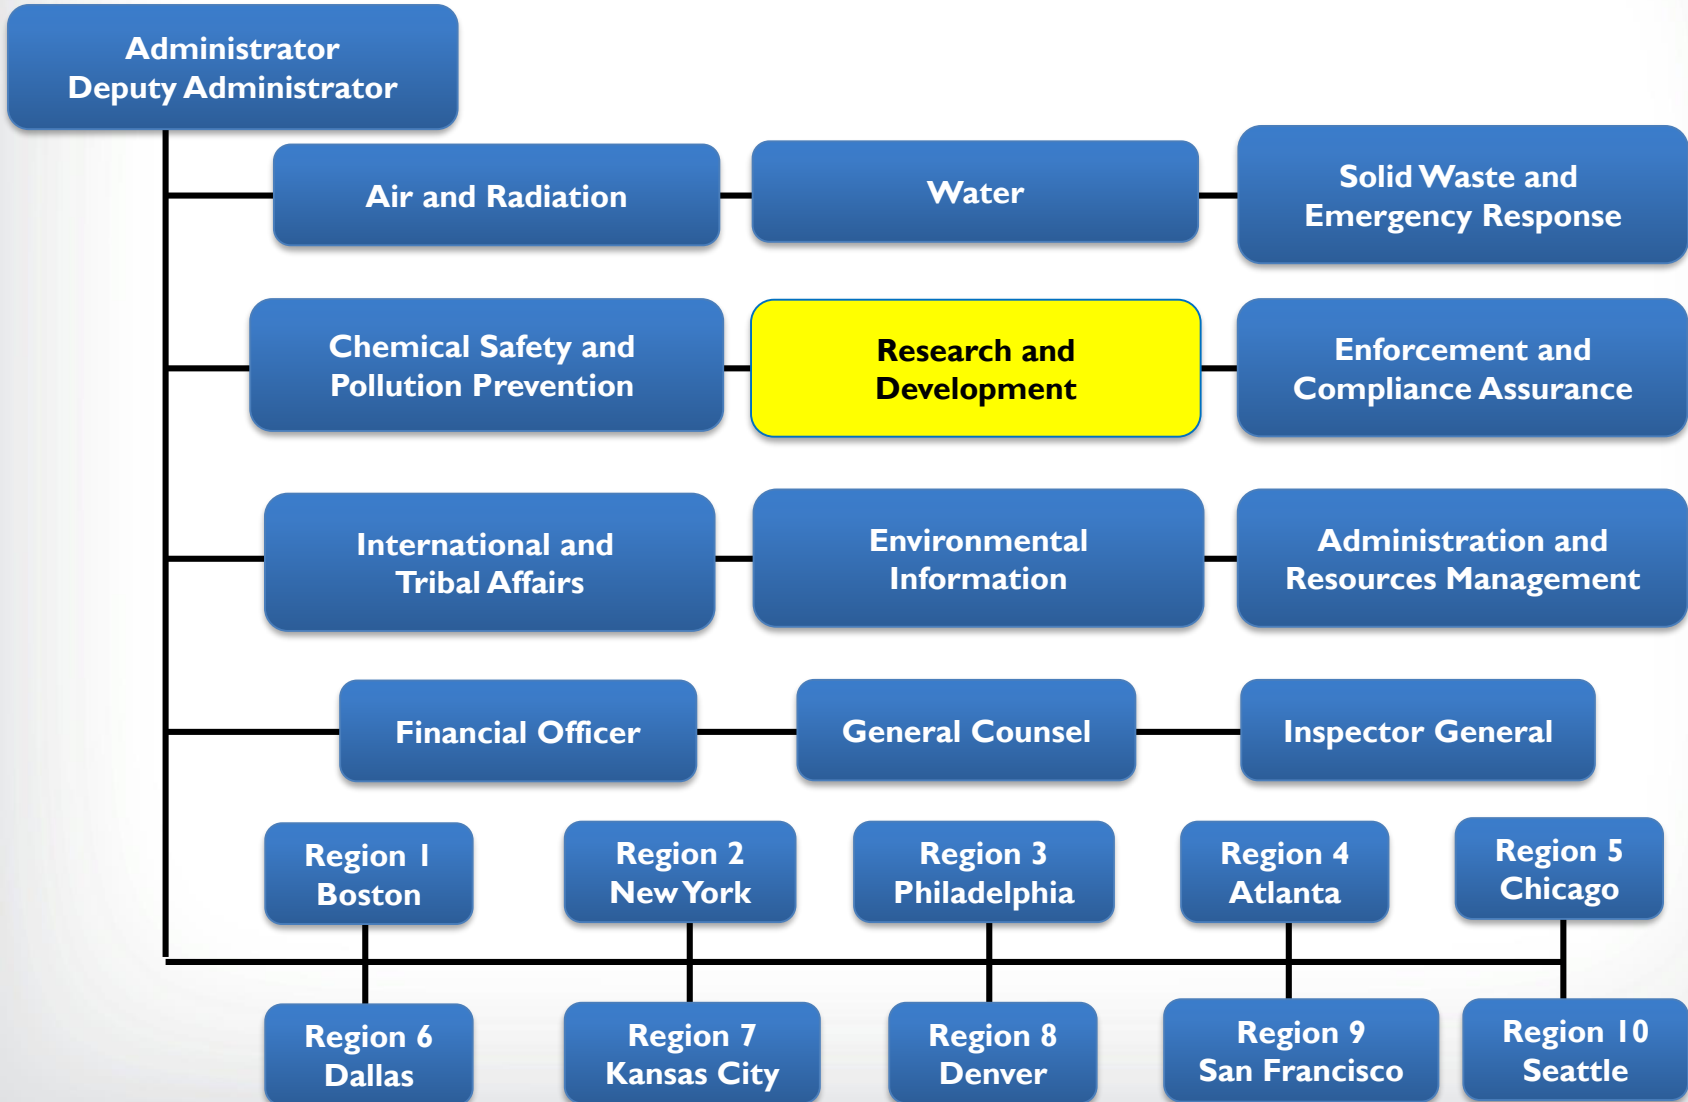 Administrator
Deputy Administrator
Air and Radiation
Water
Solid Waste and
Emergency Response
Chemical Safety and
Pollution Prevention
Research and
Development
Enforcement and
Compliance Assurance
International and
Tribal Affairs
Environmental
Information
Administration and
Resources Management
Financial Officer
General Counsel
Inspector General
Region 1
Boston
Region 2
New York
Region 3
Philadelphia
Region 4
Atlanta
Region 5
Chicago
Region 6
Dallas
Region 7
Kansas City
Region 8
Denver
Region 9
San Francisco
Region 10
Seattle